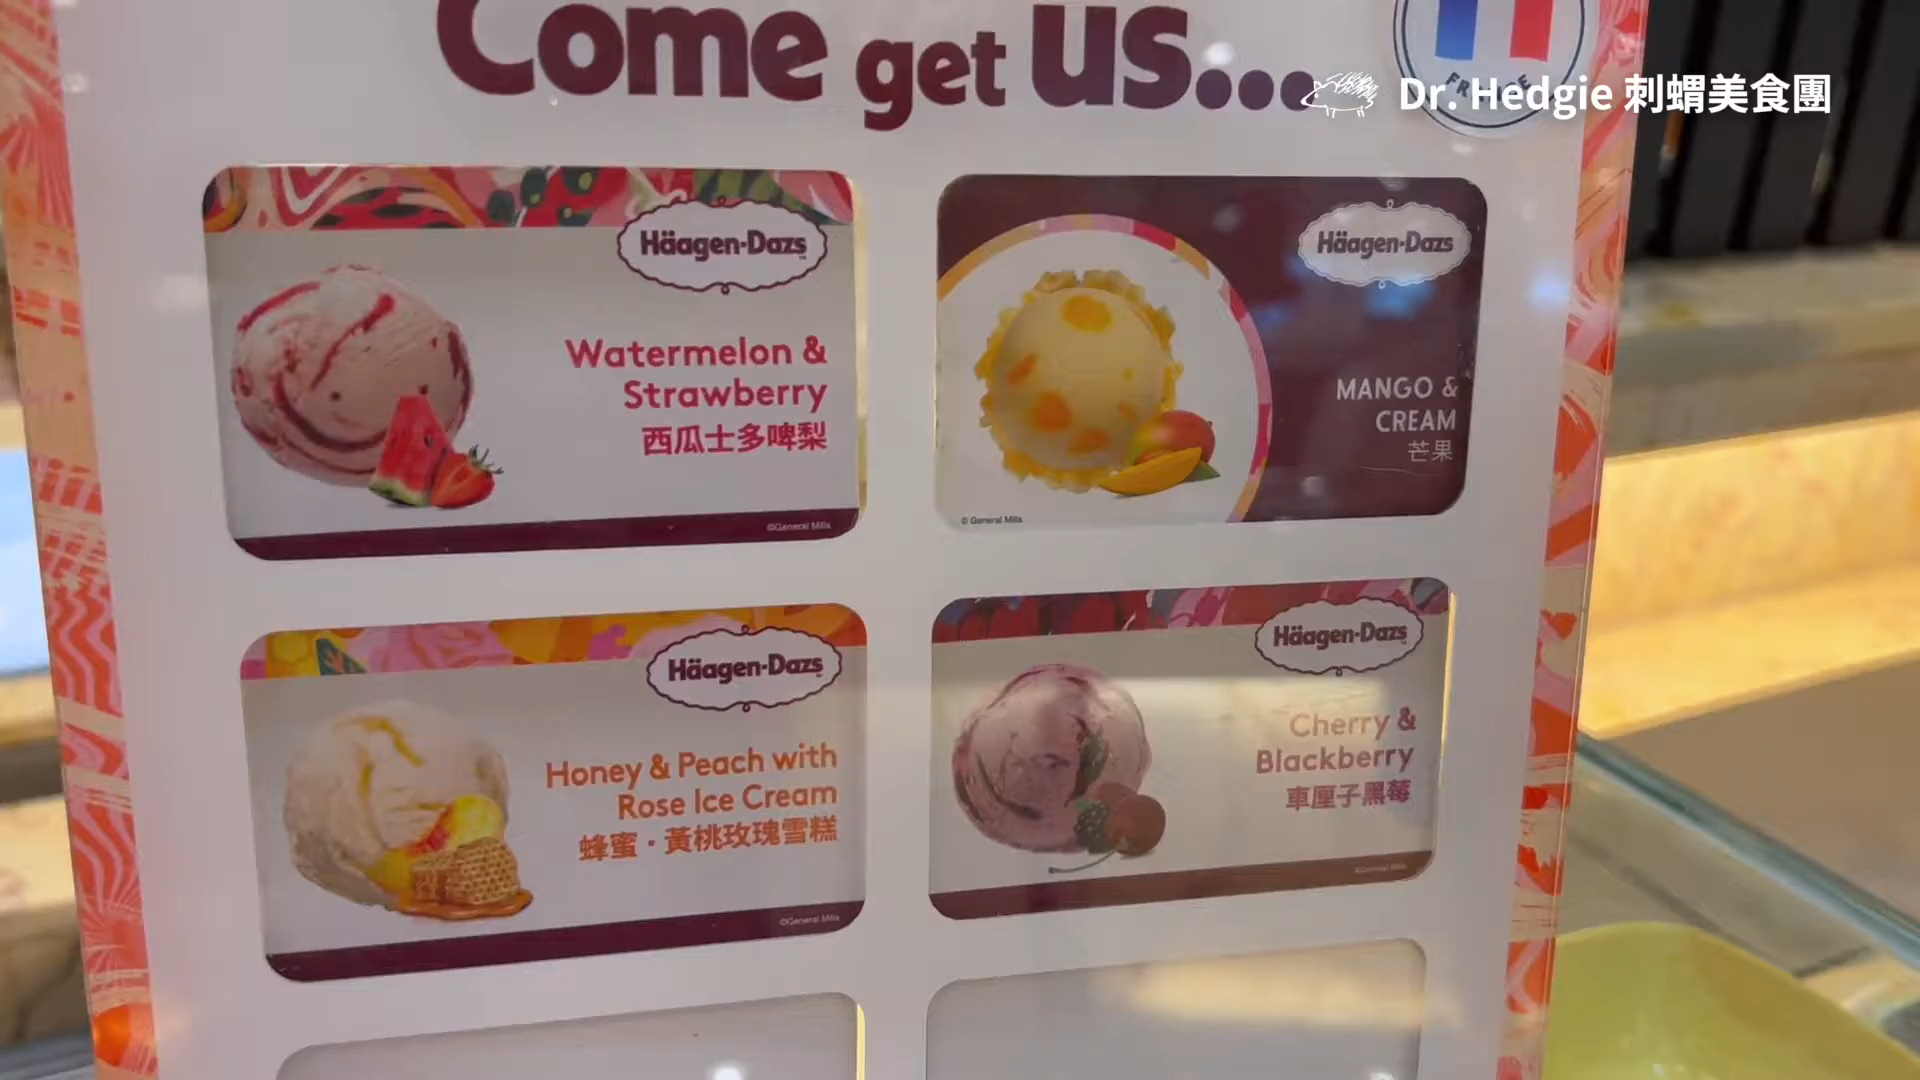 Come get us...
FRANCE
Dr. Hedgie 刺蝟美食團
Häagen-Dazs
Watermelon &
Strawberry
西瓜士多啤梨
©General Mills
Häagen-Dazs
MANGO &
CREAM
芒果
© General Mills
Häagen-Dazs
Honey & Peach with
Rose Ice Cream
蜂蜜·黃桃玫瑰雪糕
©General Mills
Häagen-Dazs
Cherry &
Blackberry
車厘子黑莓
©General Mills